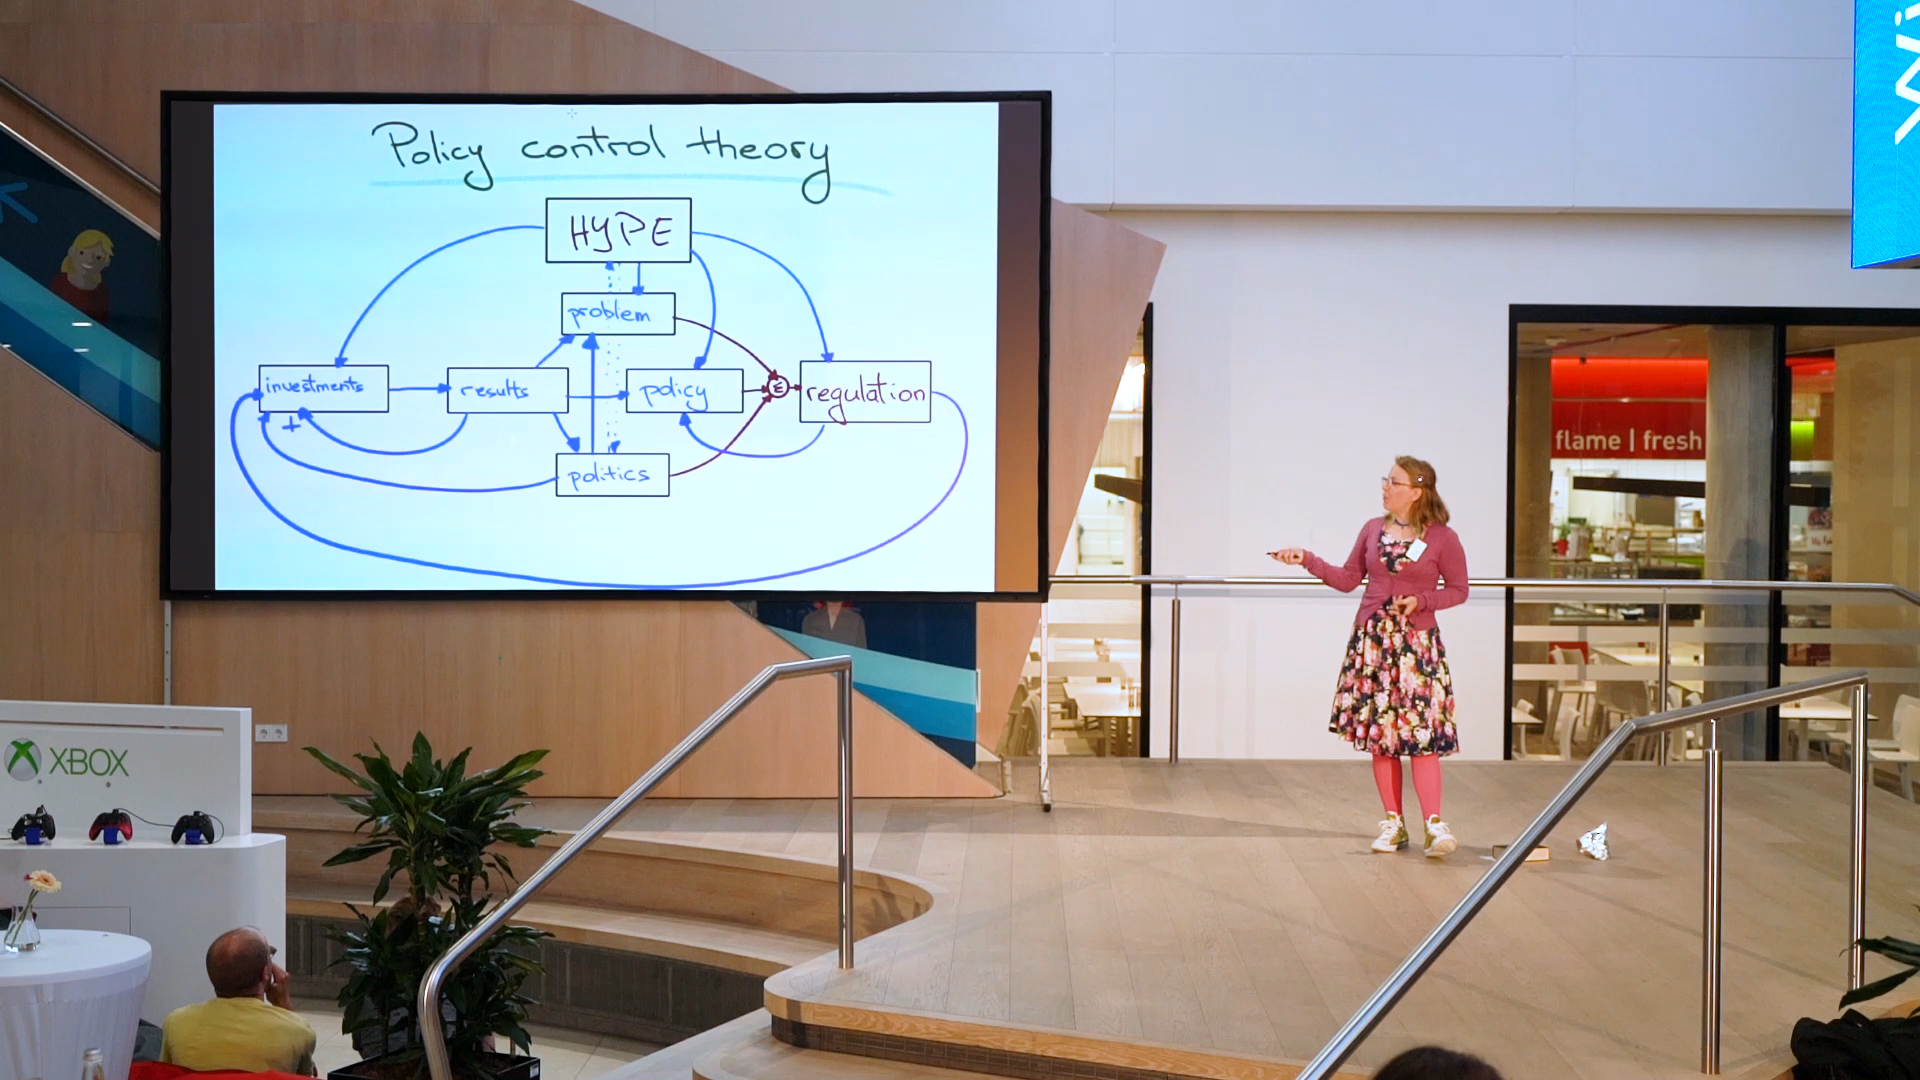 Policy control theory
HYPE
problem
investments
results
policy
Σ
regulation
+
politics
flame | fresh
XBOX